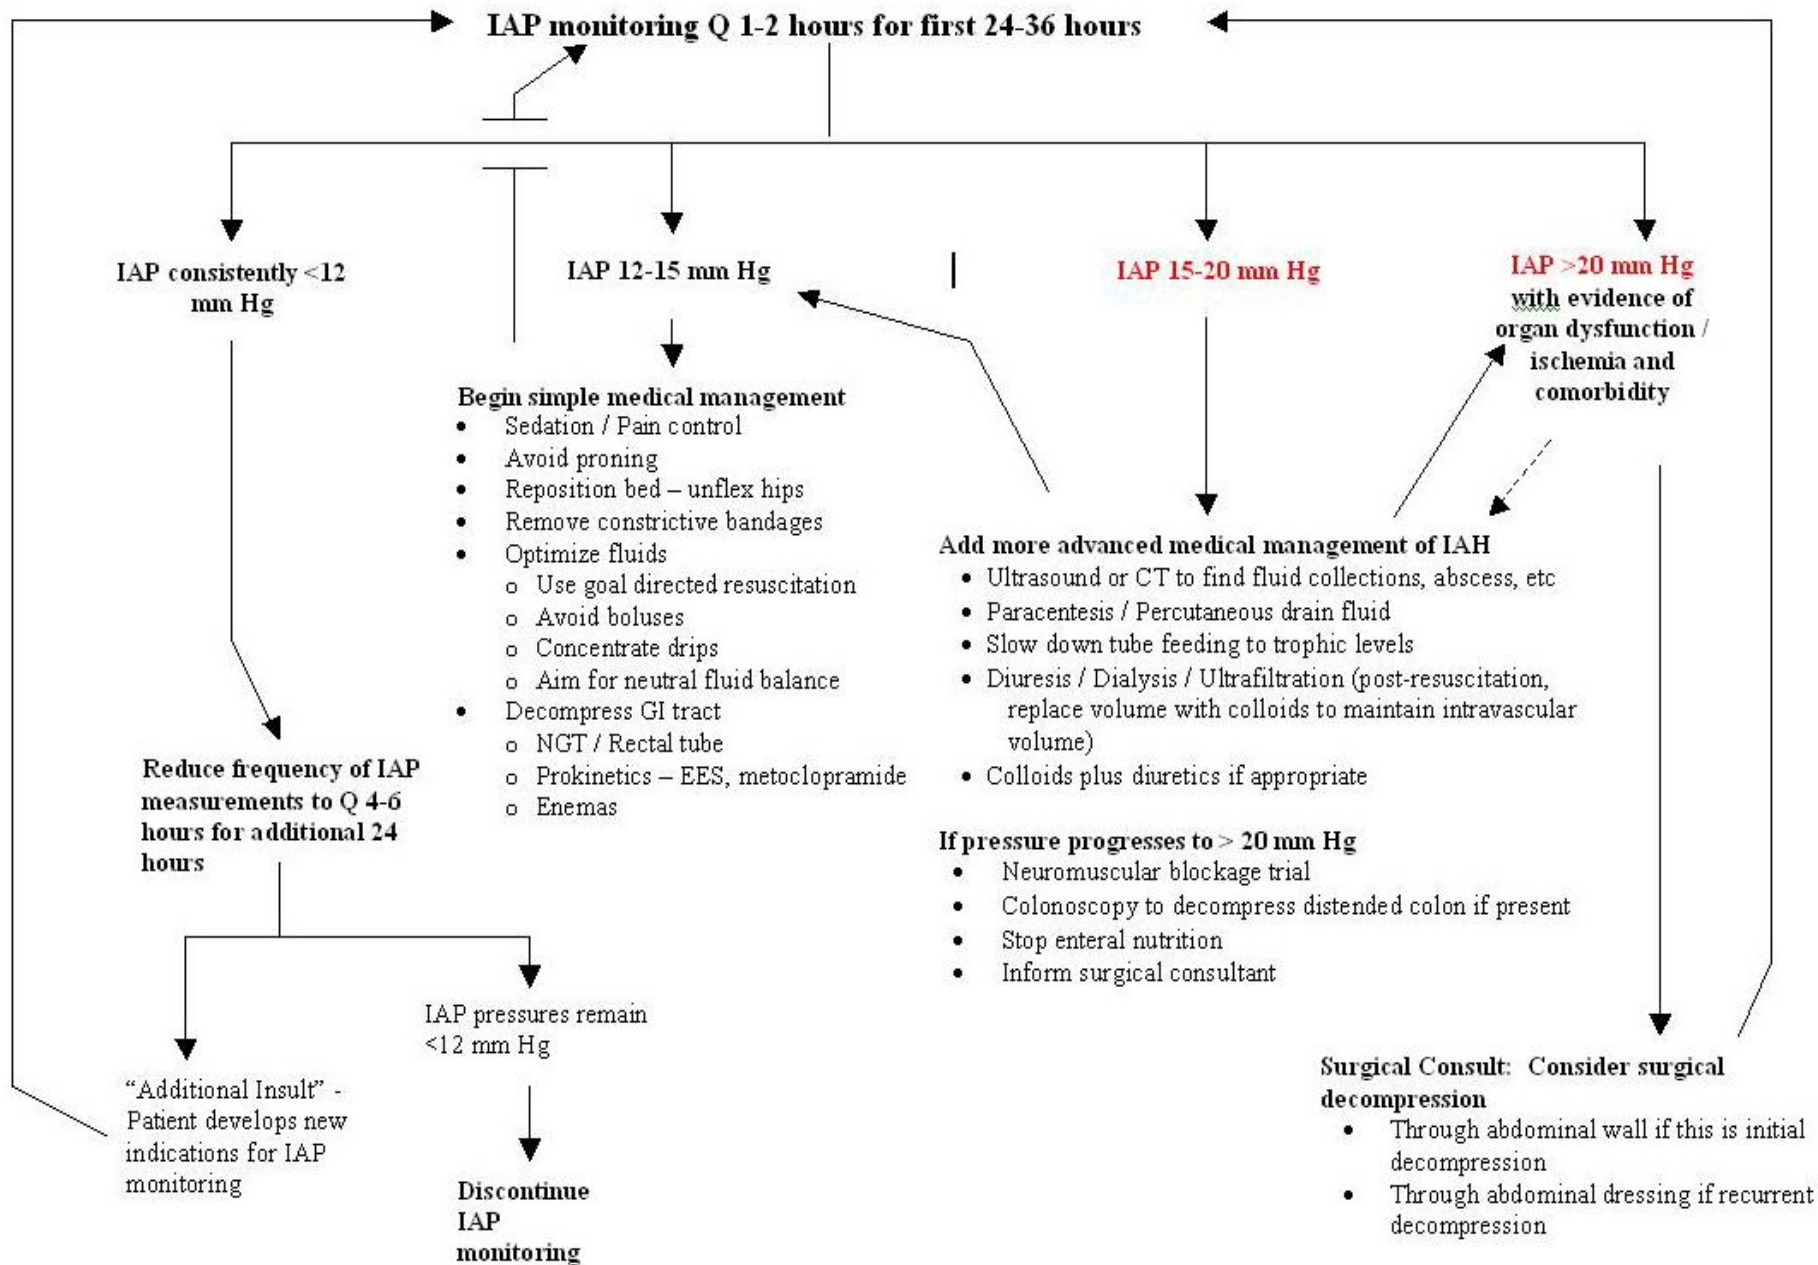 IAP monitoring Q 1-2 hours for first 24-36 hours
IAP consistently <12
mm Hg
IAP 12-15 mm Hg
|
IAP 15-20 mm Hg
IAP >20 mm Hg
with evidence of
organ dysfunction /
ischemia and
comorbidity
Begin simple medical management
• Sedation / Pain control
• Avoid proning
• Reposition bed – unflex hips
• Remove constrictive bandages
• Optimize fluids
o Use goal directed resuscitation
o Avoid boluses
o Concentrate drips
o Aim for neutral fluid balance
• Decompress GI tract
o NGT / Rectal tube
o Prokinetics – EES, metoclopramide
o Enemas
Add more advanced medical management of IAH
• Ultrasound or CT to find fluid collections, abscess, etc
• Paracentesis / Percutaneous drain fluid
• Slow down tube feeding to trophic levels
• Diuresis / Dialysis / Ultrafiltration (post-resuscitation,
replace volume with colloids to maintain intravascular
volume)
• Colloids plus diuretics if appropriate
If pressure progresses to > 20 mm Hg
• Neuromuscular blockage trial
• Colonoscopy to decompress distended colon if present
• Stop enteral nutrition
• Inform surgical consultant
Reduce frequency of IAP
measurements to Q 4-6
hours for additional 24
hours
IAP pressures remain
<12 mm Hg
“Additional Insult” -
Patient develops new
indications for IAP
monitoring
Discontinue
IAP
monitoring
Surgical Consult: Consider surgical
decompression
• Through abdominal wall if this is initial
decompression
• Through abdominal dressing if recurrent
decompression